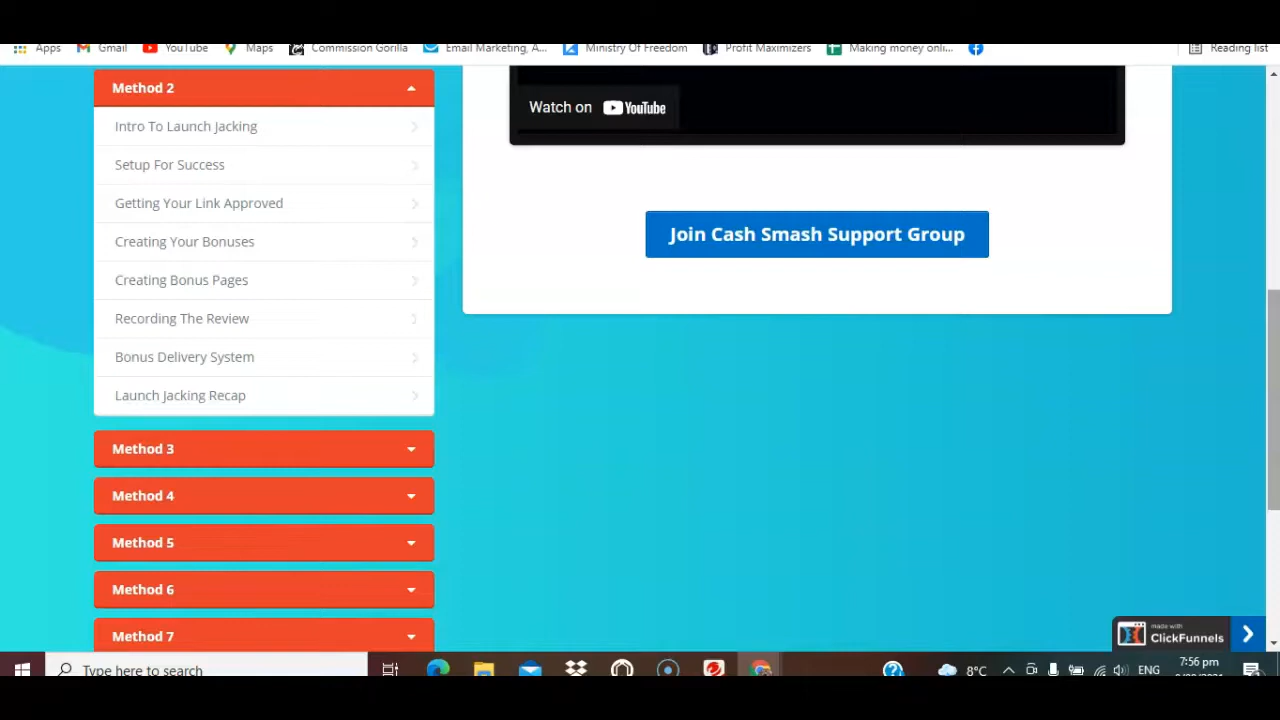 Apps Gmail YouTube Maps Commission Gorilla Email Marketing, A... Ministry Of Freedom Profit Maximizers Making money onli... Reading list
Method 2
Intro To Launch Jacking
Setup For Success
Getting Your Link Approved
Creating Your Bonuses
Creating Bonus Pages
Recording The Review
Bonus Delivery System
Launch Jacking Recap
Method 3
Method 4
Method 5
Method 6
Method 7
Watch on YouTube
Join Cash Smash Support Group
made with
ClickFunnels
Type here to search
8°C ENG 7:56 pm